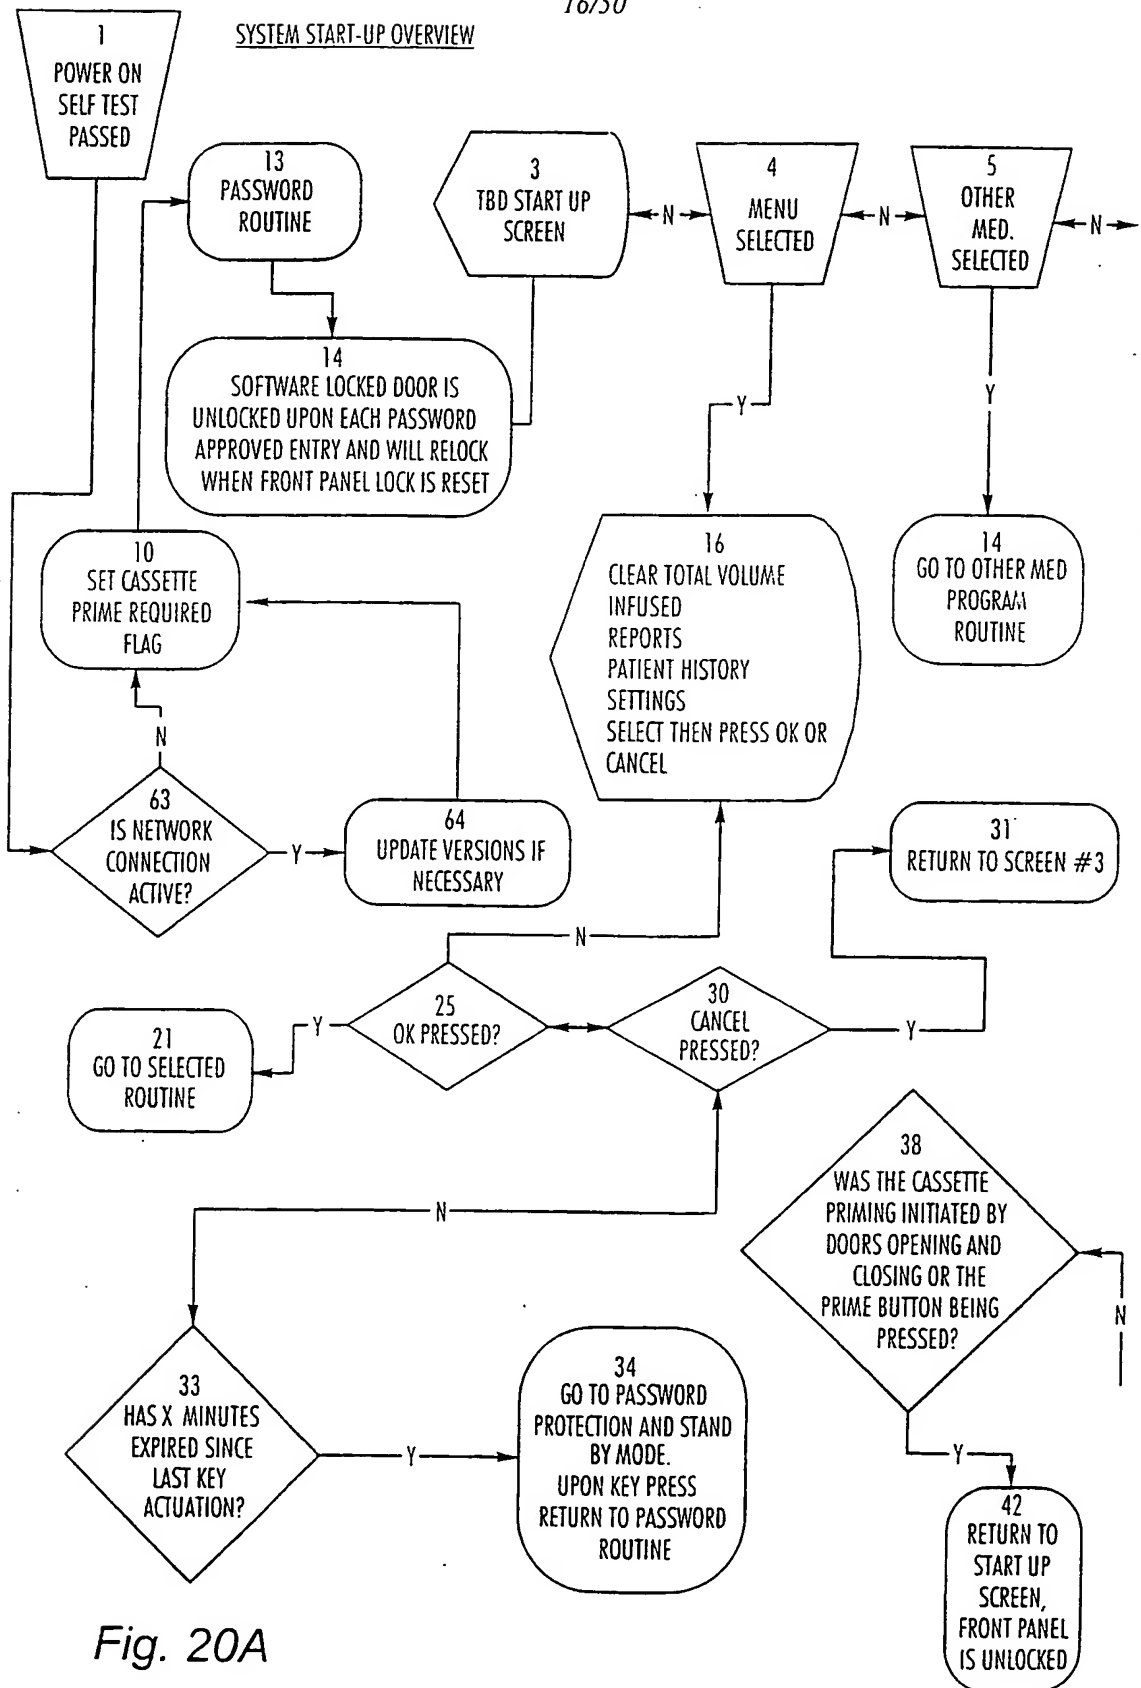 16/50
SYSTEM START-UP OVERVIEW
1
POWER ON
SELF TEST
PASSED
13
PASSWORD
ROUTINE
3
TBD START UP
SCREEN
N
4
MENU
SELECTED
N
5
OTHER
MED.
SELECTED
N
14
SOFTWARE LOCKED DOOR IS
UNLOCKED UPON EACH PASSWORD
APPROVED ENTRY AND WILL RELOCK
WHEN FRONT PANEL LOCK IS RESET
Y
Y
10
SET CASSETTE
PRIME REQUIRED
FLAG
16
CLEAR TOTAL VOLUME
INFUSED
REPORTS
PATIENT HISTORY
SETTINGS
SELECT THEN PRESS OK OR
CANCEL
14
GO TO OTHER MED
PROGRAM
ROUTINE
N
63
IS NETWORK
CONNECTION
ACTIVE?
Y
64
UPDATE VERSIONS IF
NECESSARY
31
RETURN TO SCREEN #3
N
25
OK PRESSED?
30
CANCEL
PRESSED?
Y
Y
21
GO TO SELECTED
ROUTINE
N
38
WAS THE CASSETTE
PRIMING INITIATED BY
DOORS OPENING AND
CLOSING OR THE
PRIME BUTTON BEING
PRESSED?
N
33
HAS X MINUTES
EXPIRED SINCE
LAST KEY
ACTUATION?
Y
34
GO TO PASSWORD
PROTECTION AND STAND
BY MODE.
UPON KEY PRESS
RETURN TO PASSWORD
ROUTINE
Y
42
RETURN TO
START UP
SCREEN,
FRONT PANEL
IS UNLOCKED
Fig. 20A